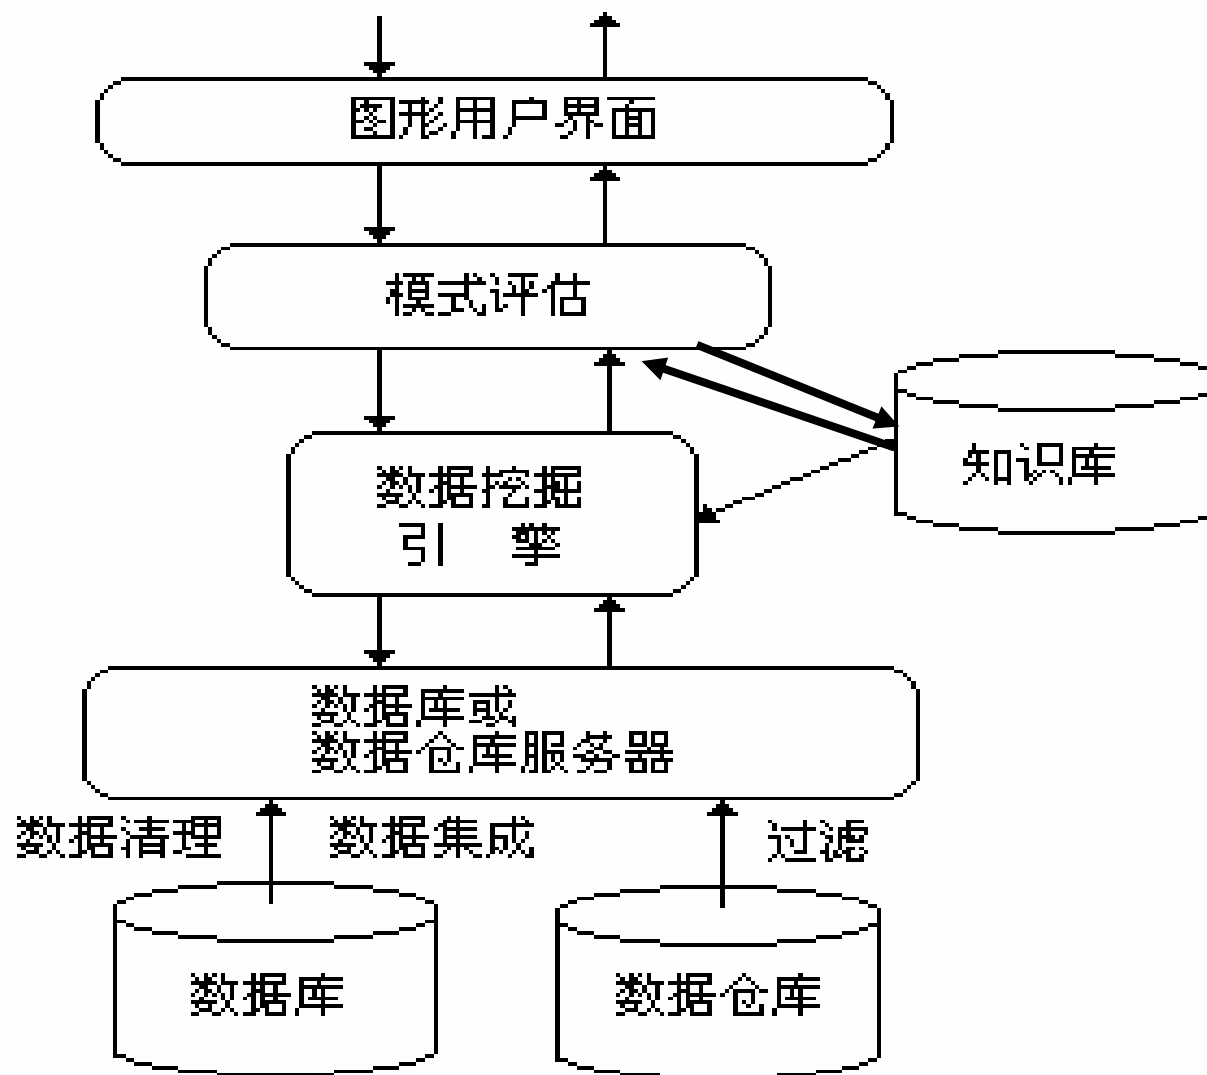 图形用户界面
模式评估
知识库
数据挖掘
引 擎
数据库或
数据仓库服务器
数据清理
数据集成
过滤
数据库
数据仓库